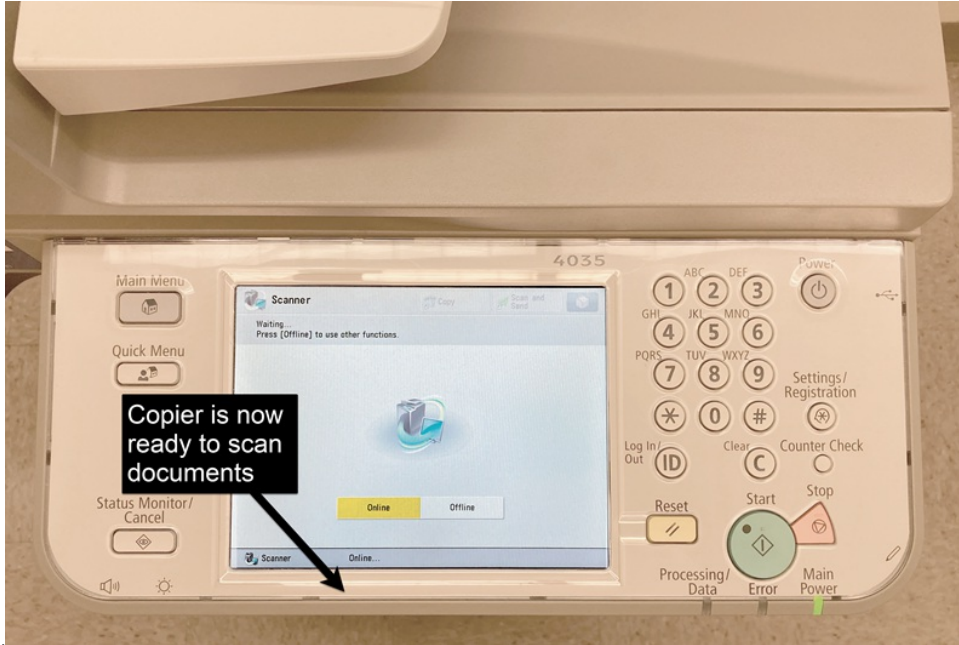 4035
Main Menu
Quick Menu
Status Monitor/
Cancel
Scanner
Copy
Scan and
Send
Waiting...
Press [Offline] to use other functions.
Online
Offline
Scanner
Online...
Copier is now
ready to scan
documents
ABC
DEF
1
2
3
GHI
JKL
MNO
4
5
6
PQRS
TUV
WXYZ
7
8
9
0
#
Log In/
Out
ID
Clear
C
Power
Settings/
Registration
Counter Check
Reset
Start
Stop
Processing/
Data
Error
Main
Power